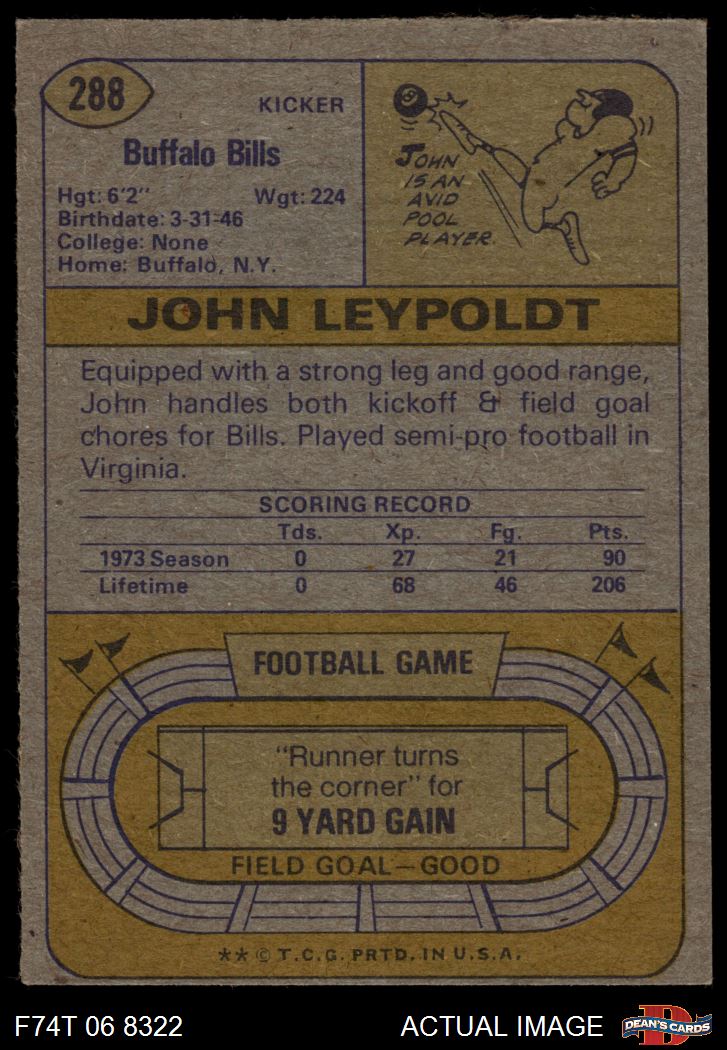 288
KICKER
Buffalo Bills
Hgt: 6'2" Wgt: 224
Birthdate: 3-31-46
College: None
Home: Buffalo, N.Y.
8
JOHN
IS AN
AVID
POOL
PLAYER.
JOHN LEYPOLDT
Equipped with a strong leg and good range,
John handles both kickoff & field goal
chores for Bills. Played semi-pro football in
Virginia.
SCORING RECORD
Tds. Xp. Fg. Pts.
1973 Season 0 27 21 90
Lifetime 0 68 46 206
FOOTBALL GAME
"Runner turns
the corner" for
9 YARD GAIN
FIELD GOAL—GOOD
** © T.C.G. PRTD. IN U.S.A.
F74T 06 8322 ACTUAL IMAGE
D
DEAN'S CARDS